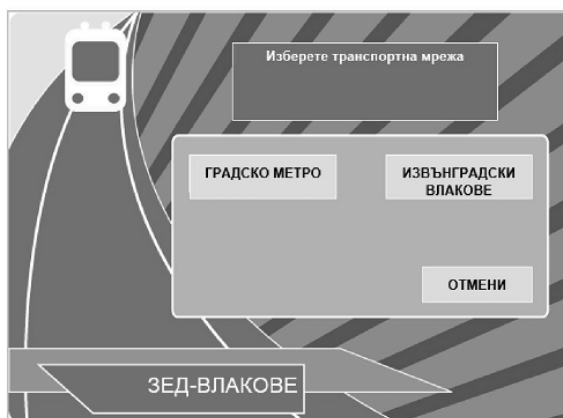 Изберете транспортна мрежа
ГРАДСКО МЕТРО
ИЗВЪНГРАДСКИ
ВЛАКОВЕ
ОТМЕНИ
ЗЕД-ВЛАКОВЕ